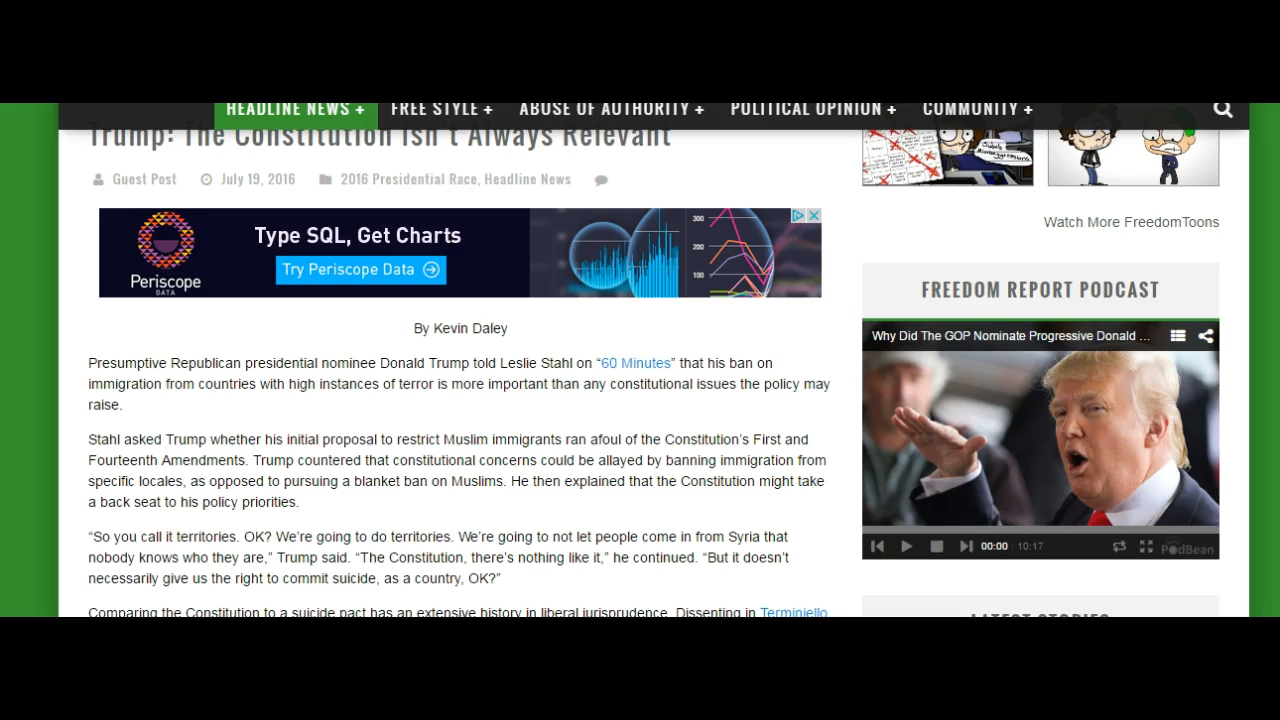 HEADLINE NEWS +
FREE STYLE +
ABUSE OF AUTHORITY +
POLITICAL OPINION +
COMMUNITY +
Trump: The Constitution Isn't Always Relevant
Guest Post
July 19, 2016
2016 Presidential Race, Headline News
Type SQL, Get Charts
Try Periscope Data
Periscope
DATA
300
200
100
By Kevin Daley
Presumptive Republican presidential nominee Donald Trump told Leslie Stahl on “60 Minutes” that his ban on
immigration from countries with high instances of terror is more important than any constitutional issues the policy may
raise.
Stahl asked Trump whether his initial proposal to restrict Muslim immigrants ran afoul of the Constitution’s First and
Fourteenth Amendments. Trump countered that constitutional concerns could be allayed by banning immigration from
specific locales, as opposed to pursuing a blanket ban on Muslims. He then explained that the Constitution might take
a back seat to his policy priorities.
“So you call it territories. OK? We’re going to do territories. We’re going to not let people come in from Syria that
nobody knows who they are,” Trump said. “The Constitution, there’s nothing like it,” he continued. “But it doesn’t
necessarily give us the right to commit suicide, as a country, OK?”
Comparing the Constitution to a suicide pact has an extensive history in liberal jurisprudence. Dissenting in Terminiello
Watch More FreedomToons
FREEDOM REPORT PODCAST
Why Did The GOP Nominate Progressive Donald ...
00:00 10:17
PodBean
LATEST STORIES